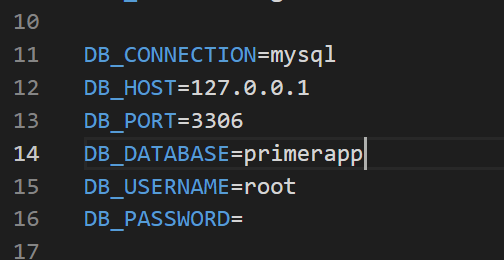 10
11 DB_CONNECTION=mysql
12 DB_HOST=127.0.0.1
13 DB_PORT=3306
14 DB_DATABASE=primerapp
15 DB_USERNAME=root
16 DB_PASSWORD=
17